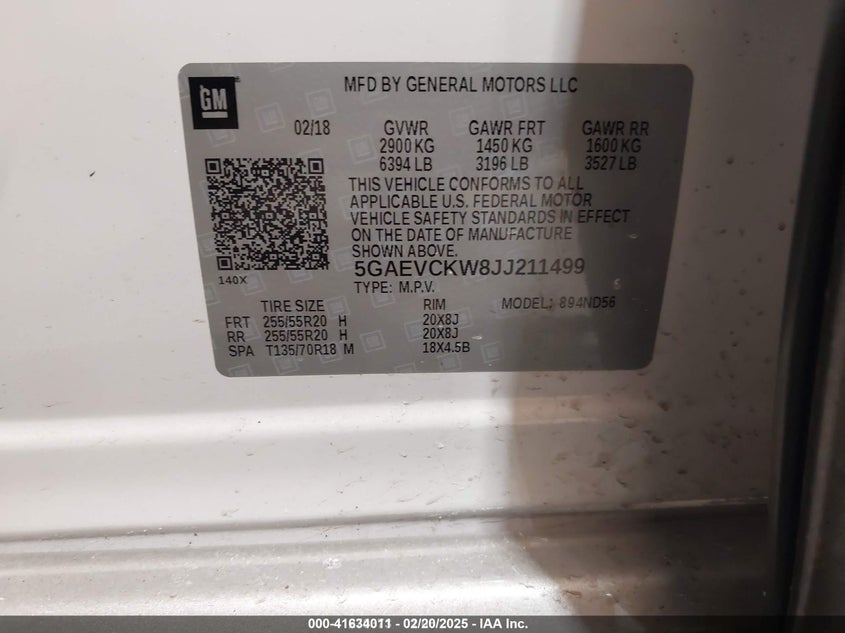 GM
MFD BY GENERAL MOTORS LLC
02/18 GVWR GAWR FRT GAWR RR
2900 KG 1450 KG 1600 KG
6394 LB 3196 LB 3527 LB
THIS VEHICLE CONFORMS TO ALL
APPLICABLE U.S. FEDERAL MOTOR
VEHICLE SAFETY STANDARDS IN EFFECT
ON THE DATE OF MANUFACTURE
SHOWN ABOVE.
140X
5GAEVCKW8JJ211499
TYPE: M.P.V.
TIRE SIZE RIM MODEL: 894ND56
FRT 255/55R20 H 20X8J
RR 255/55R20 H 20X8J
SPA T135/70R18 M 18X4.5B
000-41634011 - 02/20/2025 - IAA Inc.